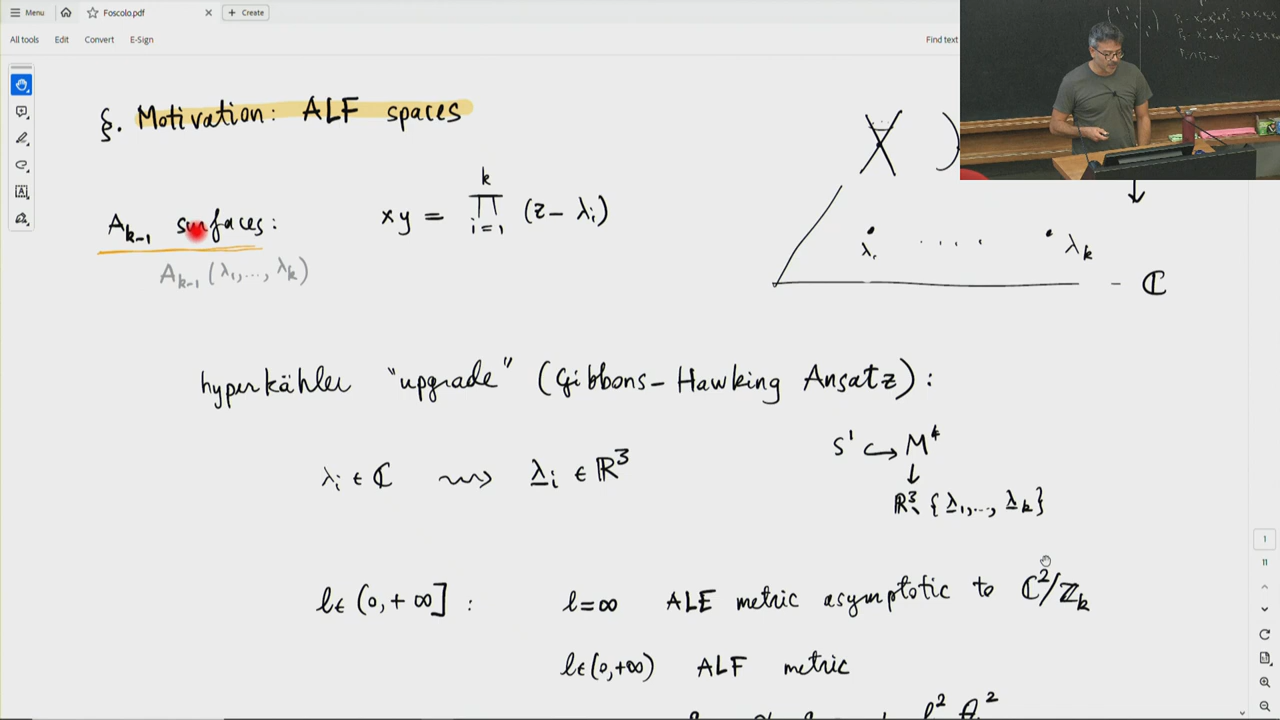 Menu Foscolo.pdf × + Create
All tools Edit Convert E-Sign Find text
§. Motivation: ALF spaces
A_{k-1} surfaces: xy = ∏_{i=1}^{k} (z - λ_i)
A_{k-1} (λ_1, ..., λ_k)
λ_1 .... λ_k
ℂ
hyperkähler "upgrade" (Gibbons-Hawking Ansatz):
S^1 ↪ M^4
↓
λ_i ∈ ℂ ⇝ λ_i ∈ ℝ^3
ℝ^3 \ {λ_1, ..., λ_k}
1
11
l ∈ (0, +∞] : l=∞ ALE metric asymptotic to ℂ^2/ℤ_k
l∈(0,+∞) ALF metric